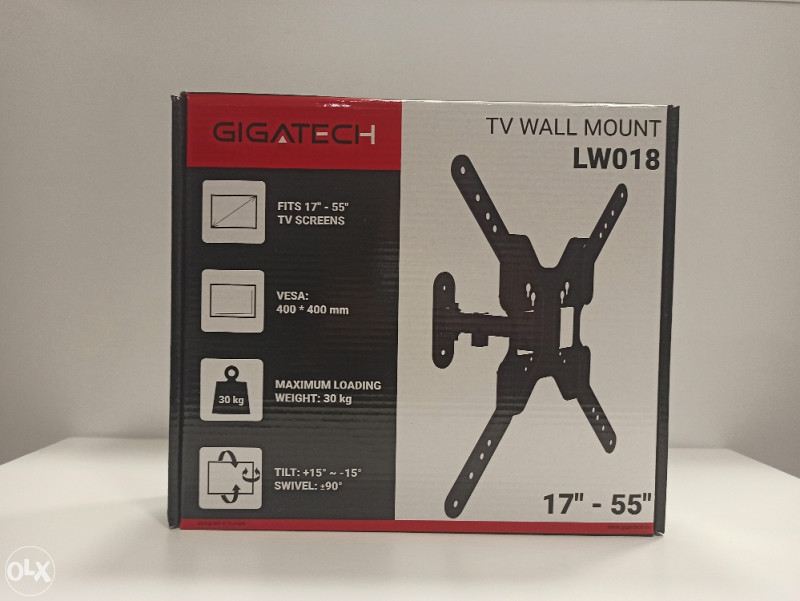 GIGATECH
TV WALL MOUNT
LW018
FITS 17" - 55"
TV SCREENS
VESA:
400 * 400 mm
30 kg
MAXIMUM LOADING
WEIGHT: 30 kg
TILT: +15° ~ -15°
SWIVEL: ±90°
17" - 55"
OLX